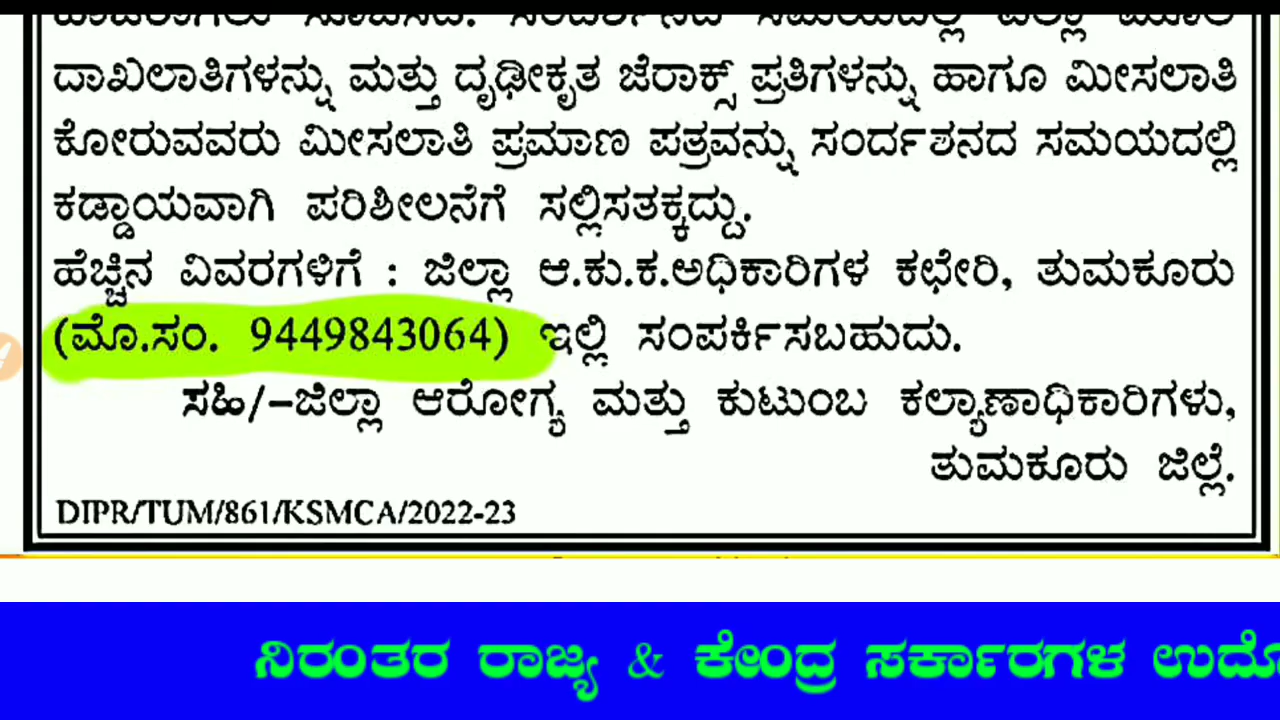 ದಾಖಲಾತಿಗಳನ್ನು ಮತ್ತು ದೃಢೀಕೃತ ಜೆರಾಕ್ಸ್ ಪ್ರತಿಗಳನ್ನು ಹಾಗೂ ಮೀಸಲಾತಿ
ಕೋರುವವರು ಮೀಸಲಾತಿ ಪ್ರಮಾಣ ಪತ್ರವನ್ನು ಸಂರ್ದಶನದ ಸಮಯದಲ್ಲಿ
ಕಡ್ಡಾಯವಾಗಿ ಪರಿಶೀಲನೆಗೆ ಸಲ್ಲಿಸತಕ್ಕದ್ದು.
ಹೆಚ್ಚಿನ ವಿವರಗಳಿಗೆ : ಜಿಲ್ಲಾ ಆ.ಕು.ಕ.ಅಧಿಕಾರಿಗಳ ಕಛೇರಿ, ತುಮಕೂರು
(ಮೊ.ಸಂ. 9449843064) ಇಲ್ಲಿ ಸಂಪರ್ಕಿಸಬಹುದು.
ಸಹಿ/-ಜಿಲ್ಲಾ ಆರೋಗ್ಯ ಮತ್ತು ಕುಟುಂಬ ಕಲ್ಯಾಣಾಧಿಕಾರಿಗಳು,
ತುಮಕೂರು ಜಿಲ್ಲೆ.
DIPR/TUM/861/KSMCA/2022-23
ನಿರಂತರ ರಾಜ್ಯ & ಕೇಂದ್ರ ಸರ್ಕಾರಗಳ